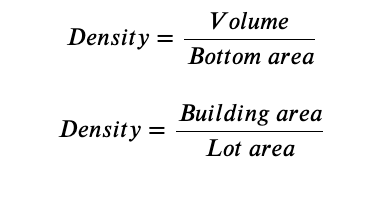 Density = Volume / Bottom area
Density = Building area / Lot area